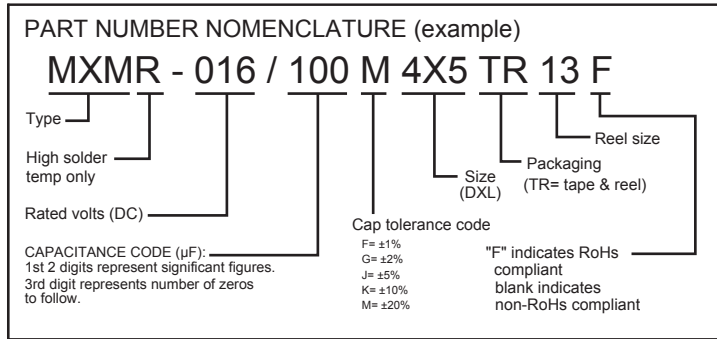 PART NUMBER NOMENCLATURE (example)
MXMR - 016 / 100 M 4X5 TR 13 F
Type
High solder
temp only
Rated volts (DC)
CAPACITANCE CODE (µF):
1st 2 digits represent significant figures.
3rd digit represents number of zeros
to follow.
Cap tolerance code
F= ±1%
G= ±2%
J= ±5%
K= ±10%
M= ±20%
Size
(DXL)
Packaging
(TR= tape & reel)
Reel size
"F" indicates RoHs
compliant
blank indicates
non-RoHs compliant